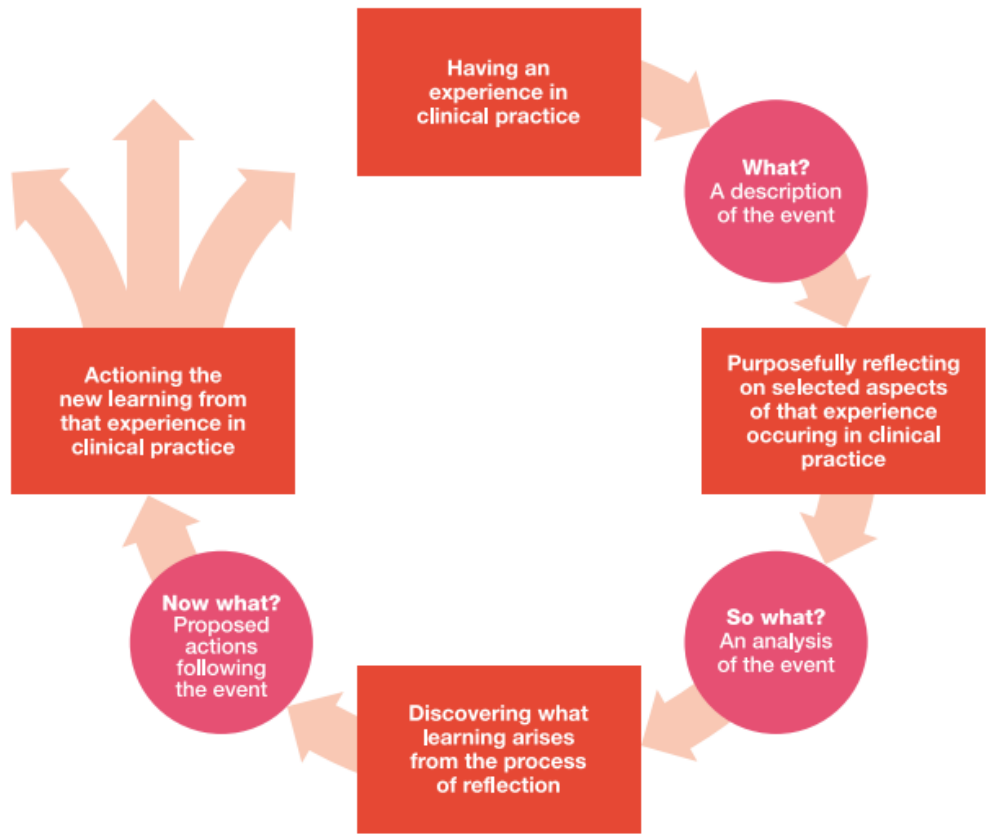 Having an
experience in
clinical practice
What?
A description
of the event
Purposefully reflecting
on selected aspects
of that experience
occuring in clinical
practice
So what?
An analysis
of the event
Discovering what
learning arises
from the process
of reflection
Now what?
Proposed
actions
following
the event
Actioning the
new learning from
that experience in
clinical practice